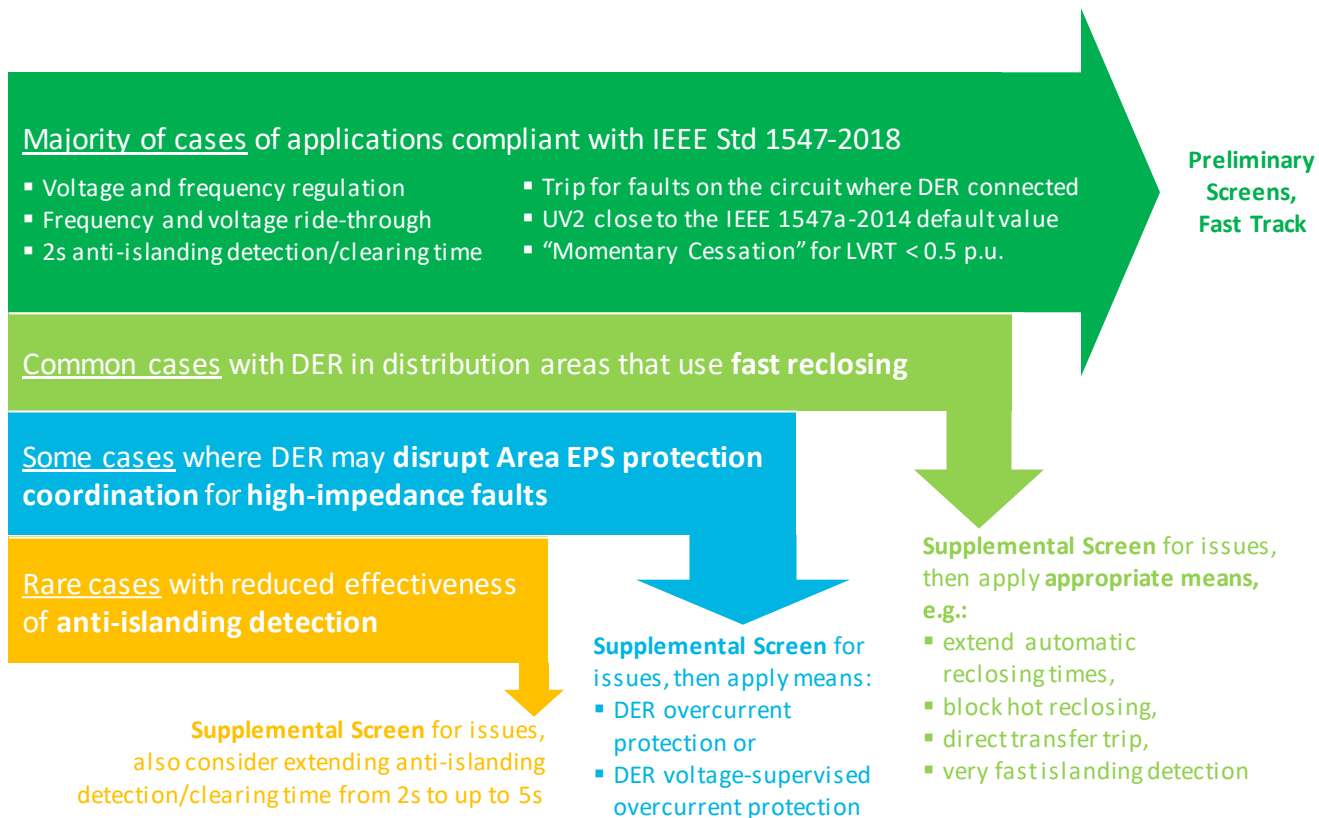 Majority of cases of applications compliant with IEEE Std 1547-2018
▪ Voltage and frequency regulation
▪ Frequency and voltage ride-through
▪ 2s anti-islanding detection/clearing time
▪ Trip for faults on the circuit where DER connected
▪ UV2 close to the IEEE 1547a-2014 default value
▪ “Momentary Cessation” for LVRT < 0.5 p.u.
Preliminary
Screens,
Fast Track
Common cases with DER in distribution areas that use fast reclosing
Some cases where DER may disrupt Area EPS protection
coordination for high-impedance faults
Rare cases with reduced effectiveness
of anti-islanding detection
Supplemental Screen for issues,
also consider extending anti-islanding
detection/clearing time from 2s to up to 5s
Supplemental Screen for
issues, then apply means:
▪ DER overcurrent
protection or
▪ DER voltage-supervised
overcurrent protection
Supplemental Screen for issues,
then apply appropriate means,
e.g.:
▪ extend automatic
reclosing times,
▪ block hot reclosing,
▪ direct transfer trip,
▪ very fast islanding detection